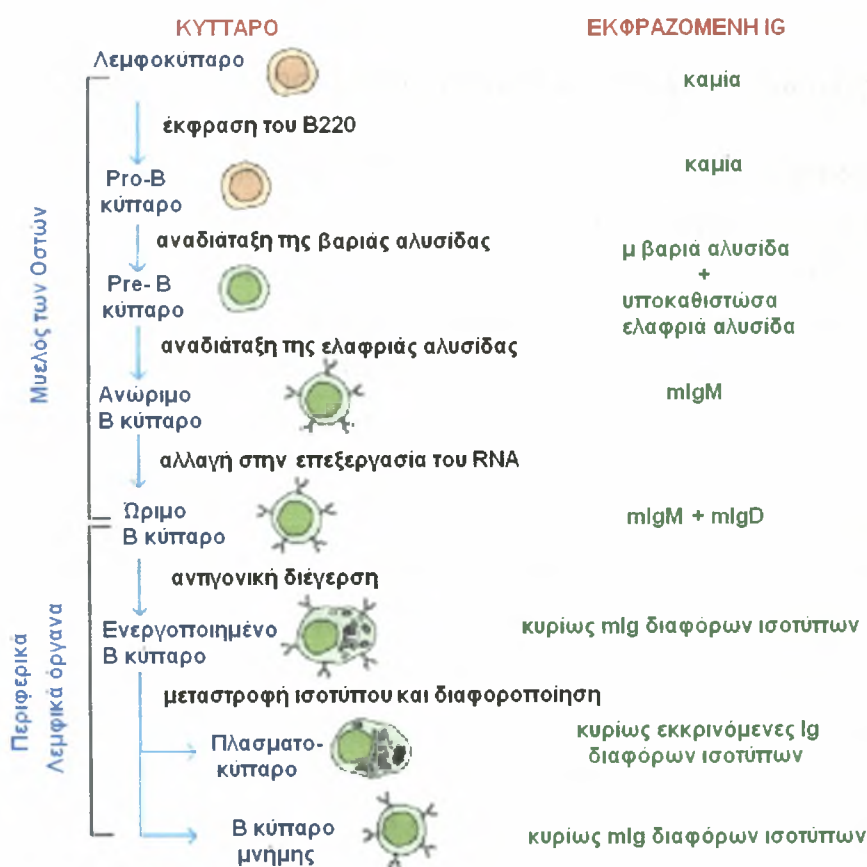 ΚΥΤΤΑΡΟ
ΕΚΦΡΑΖΟΜΕΝΗ IG
Λεμφοκύτταρο
καμία
έκφραση του Β220
Pro-B
κύτταρο
καμία
αναδιάταξη της βαριάς αλυσίδας
Pre- B
κύτταρο
μ βαριά αλυσίδα
+
υποκαθιστώσα
ελαφριά αλυσίδα
αναδιάταξη της ελαφριάς αλυσίδας
Ανώριμο
Β κύτταρο
mIgM
αλλαγή στην επεξεργασία του RNA
Ώριμο
Β κύτταρο
mIgM + mIgD
αντιγονική διέγερση
Ενεργοποιημένο
Β κύτταρο
κυρίως mIg διαφόρων ισοτύπων
μεταστροφή ισοτύπου και διαφοροποίηση
Πλασματο-
κύτταρο
κυρίως εκκρινόμενες Ig
διαφόρων ισοτύπων
Β κύτταρο
μνήμης
κυρίως mIg διαφόρων ισοτύπων
Μυελός των Οστών
Περιφερικά
Λεμφικά όργανα